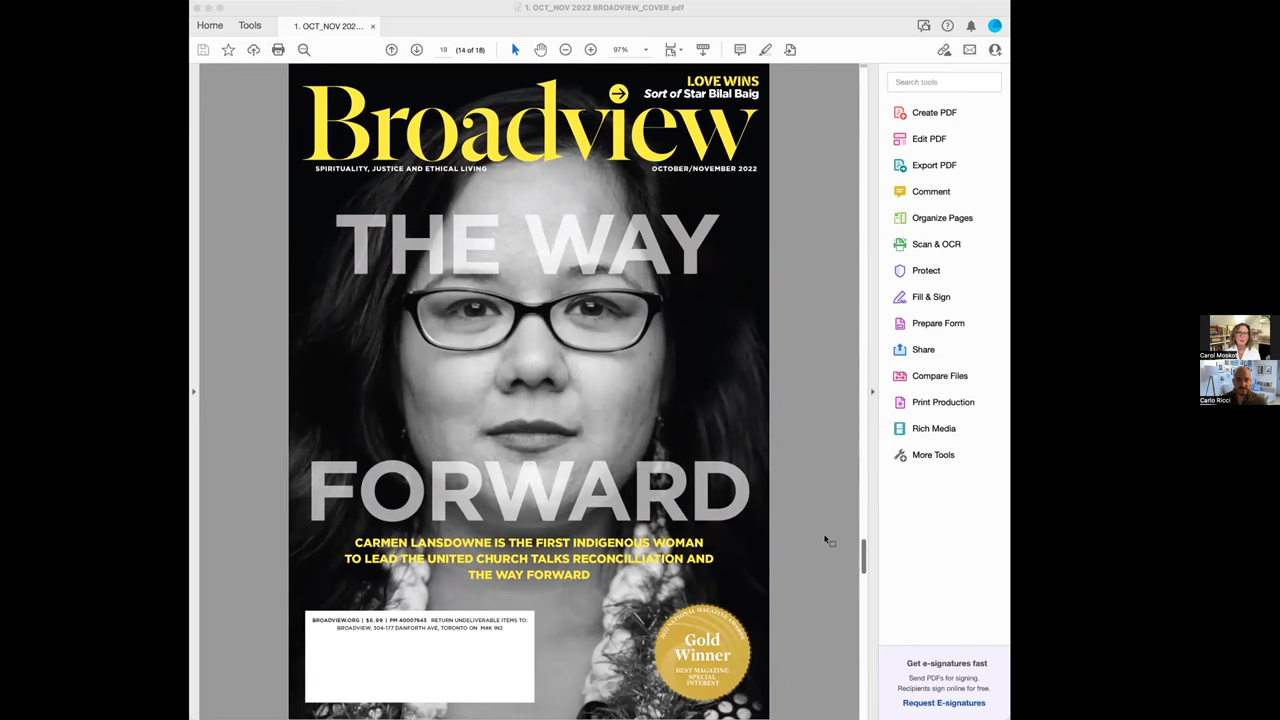 1. OCT_NOV 2022 BROADVIEW_COVER.pdf
Home
Tools
1. OCT_NOV 202...
×
19
(14 of 18)
97%
LOVE WINS
Sort of Star Bilal Baig
Broadview
SPIRITUALITY, JUSTICE AND ETHICAL LIVING
OCTOBER/NOVEMBER 2022
THE WAY
FORWARD
CARMEN LANSDOWNE IS THE FIRST INDIGENOUS WOMAN
TO LEAD THE UNITED CHURCH TALKS RECONCILIATION AND
THE WAY FORWARD
BROADVIEW.ORG | $6.99 | PM 40007643 RETURN UNDELIVERABLE ITEMS TO:
BROADVIEW, 304-177 DANFORTH AVE, TORONTO ON M4K 1N2
NATIONAL MAGAZINE AWARDS
Gold
Winner
BEST MAGAZINE:
SPECIAL
INTEREST
Search tools
Create PDF
Edit PDF
Export PDF
Comment
Organize Pages
Scan & OCR
Protect
Fill & Sign
Prepare Form
Share
Compare Files
Print Production
Rich Media
More Tools
Get e-signatures fast
Send PDFs for signing.
Recipients sign online for free.
Request E-signatures
Carol Moskot
Carlo Ricci